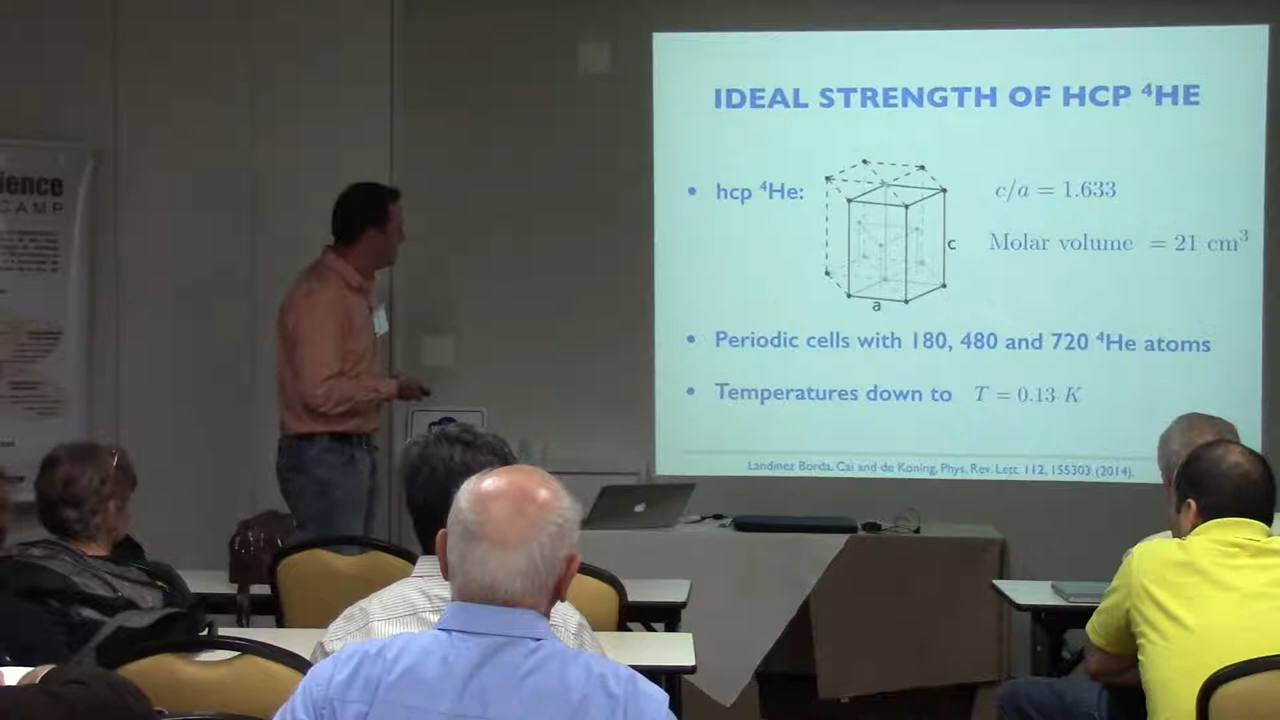 ience
CAMP
IDEAL STRENGTH OF HCP ⁴HE
• hcp ⁴He:
c/a = 1.633
Molar volume = 21 cm³
c
a
• Periodic cells with 180, 480 and 720 ⁴He atoms
• Temperatures down to T = 0.13 K
Landinez Borda, Cai and de Koning, Phys. Rev. Lett. 112, 155303 (2014).